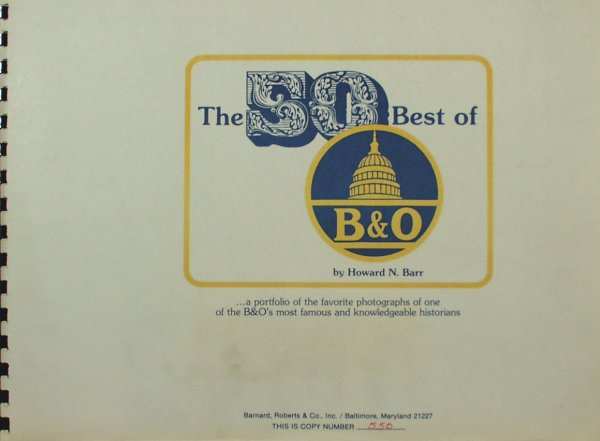 The 50 Best of
B&O
by Howard N. Barr
...a portfolio of the favorite photographs of one
of the B&O's most famous and knowledgeable historians
Barnard, Roberts & Co., Inc. / Baltimore, Maryland 21227
THIS IS COPY NUMBER 550